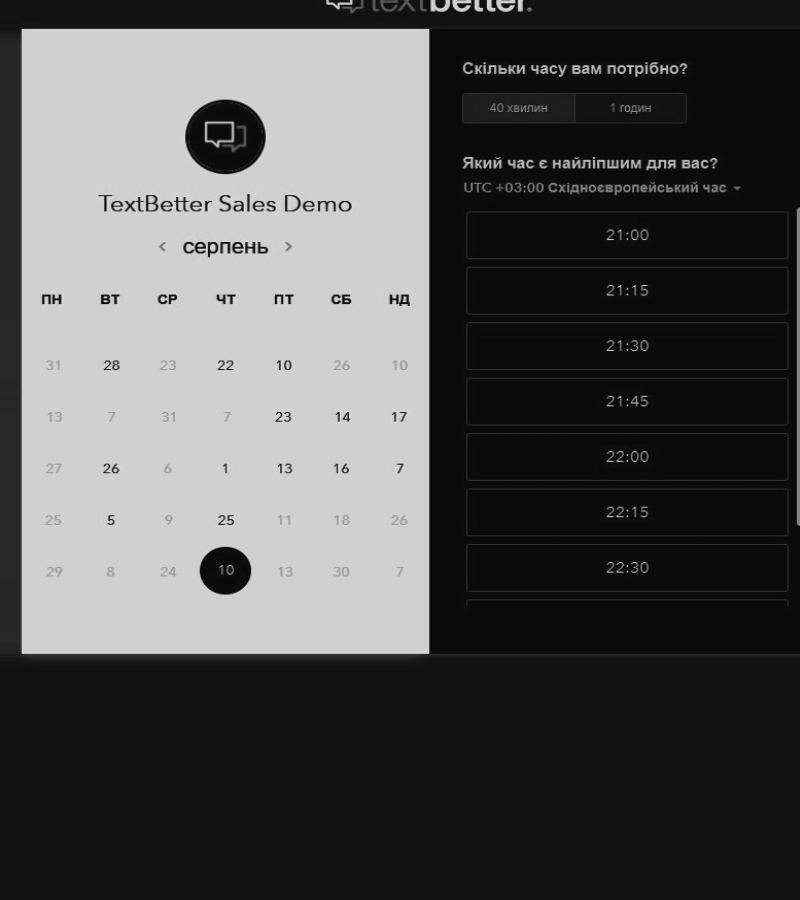 textbetter.
TextBetter Sales Demo
серпень
ПН ВТ СР ЧТ ПТ СБ НД
31 28 23 22 10 26 10
13 7 31 7 23 14 17
27 26 6 1 13 16 7
25 5 9 25 11 18 26
29 8 24 10 13 30 7
Скільки часу вам потрібно?
40 хвилин 1 годин
Який час є найліпшим для вас?
UTC +03:00 Східноєвропейський час
21:00
21:15
21:30
21:45
22:00
22:15
22:30